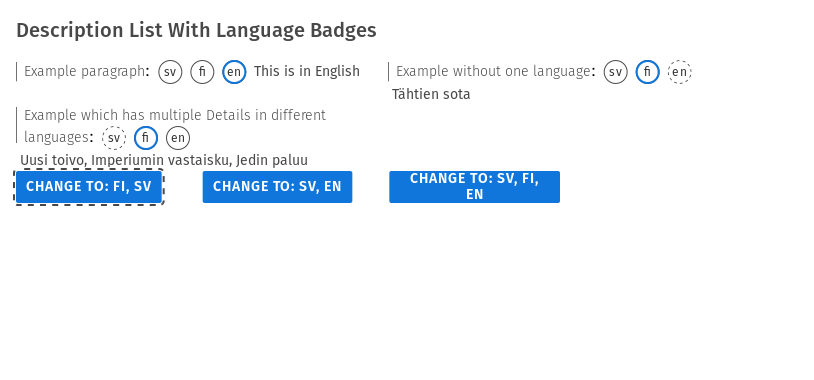 Description List With Language Badges
Example paragraph: sv fi en This is in English
Example without one language: sv fi en
Tähtien sota
Example which has multiple Details in different
languages: sv fi en
Uusi toivo, Imperiumin vastaisku, Jedin paluu
CHANGE TO: FI, SV
CHANGE TO: SV, EN
CHANGE TO: SV, FI,
EN